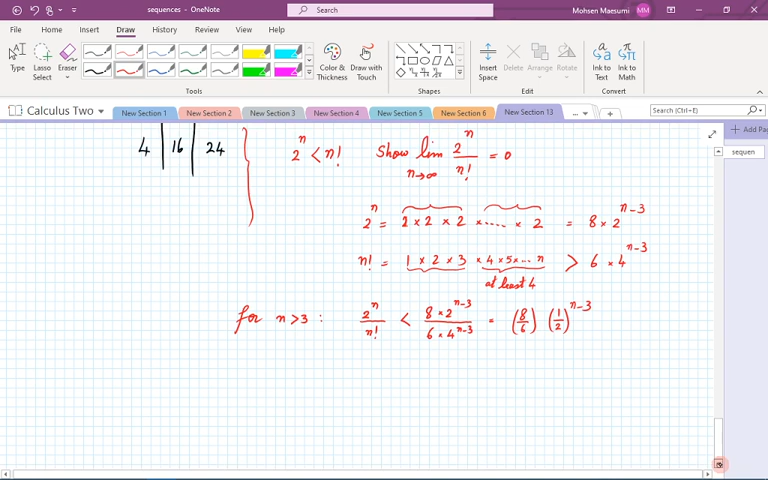 sequences - OneNote
Search
Mohsen Maesumi MM
File Home Insert Draw History Review View Help
Type Lasso Select Eraser Color & Thickness Draw with Touch Insert Space Delete Arrange Rotate Ink to Text Ink to Math
Tools Shapes Edit Convert
Calculus Two New Section 1 New Section 2 New Section 3 New Section 4 New Section 5 New Section 6 New Section 13 ... + Search (Ctrl+E)
+ Add Pag
sequen
4 | 16 | 24
2^n < n! Show lim n→∞ 2^n / n! = 0
2^n = 2 × 2 × 2 × ..... × 2 = 8 × 2^{n-3}
n! = 1 × 2 × 3 × 4 × 5 × ... n > 6 × 4^{n-3}
at least 4
for n > 3 : 2^n / n! < (8 × 2^{n-3}) / (6 × 4^{n-3}) = (8/6) (1/2)^{n-3}